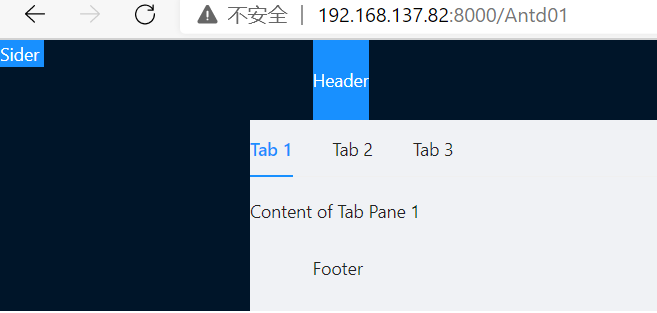 不安全 | 192.168.137.82:8000/Antd01
Sider
Header
Tab 1 Tab 2 Tab 3
Content of Tab Pane 1
Footer